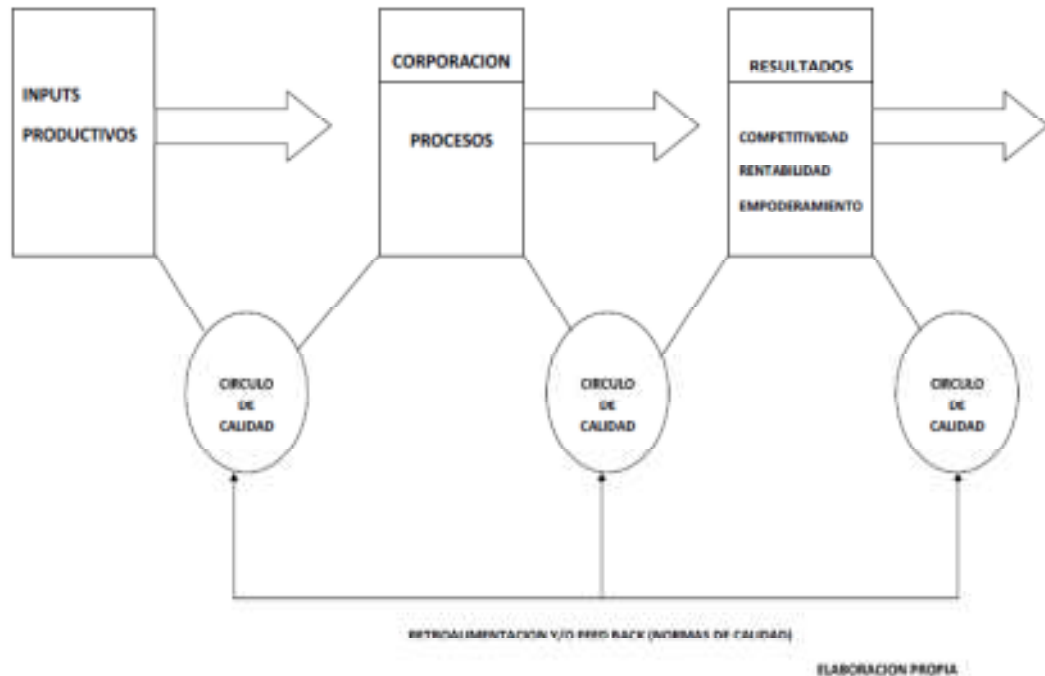 INPUTS
PRODUCTIVOS
CORPORACION
PROCESOS
RESULTADOS
COMPETITIVIDAD
RENTABILIDAD
EMPODERAMIENTO
CIRCULO
DE
CALIDAD
CIRCULO
DE
CALIDAD
CIRCULO
DE
CALIDAD
RETROALIMENTACION Y/O FEED BACK (NORMAS DE CALIDAD)
ELABORACION PROPIA